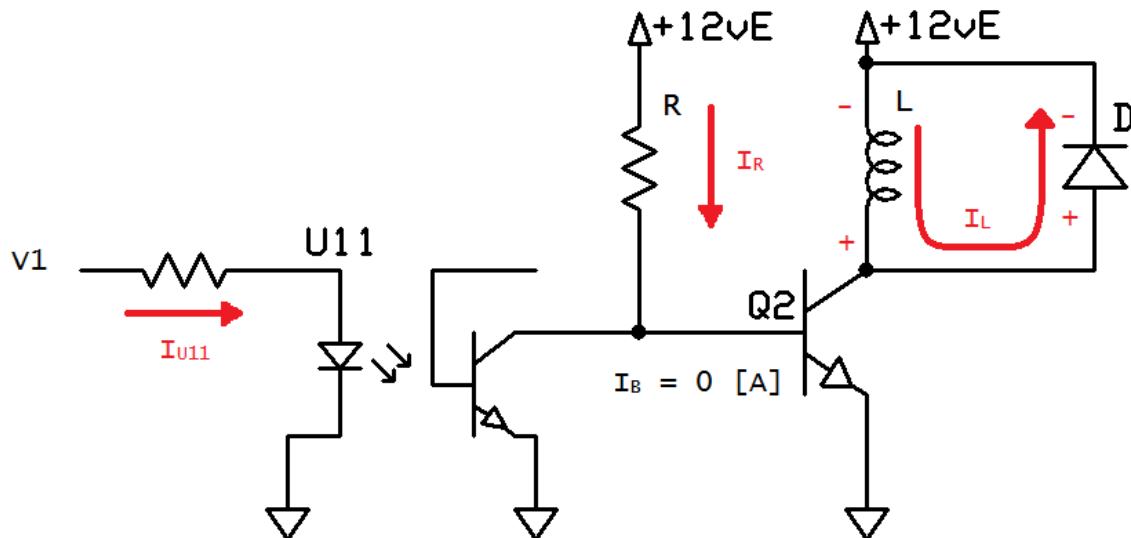 +12vE
+12vE
R
L
-
-
D
IR
IL
+
+
U11
V1
Q2
IU11
IB = 0 [A]